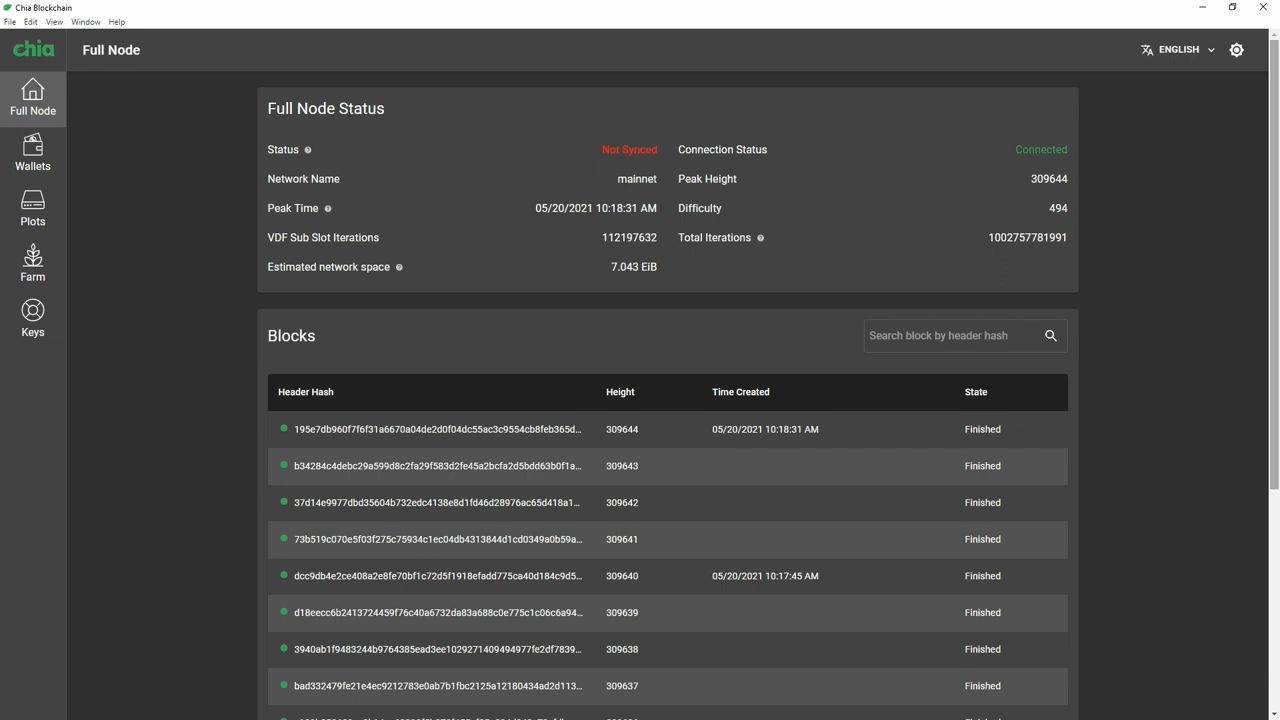 Chia Blockchain
File Edit View Window Help
chia Full Node ENGLISH
Full Node
Wallets
Plots
Farm
Keys
Full Node Status
Status Not Synced Connection Status Connected
Network Name mainnet Peak Height 309644
Peak Time 05/20/2021 10:18:31 AM Difficulty 494
VDF Sub Slot Iterations 112197632 Total Iterations 1002757781991
Estimated network space 7.043 EiB
Blocks Search block by header hash
Header Hash Height Time Created State
195e7db960f7f6f31a6670a04de2d0f04dc55ac3c9554cb8feb365d... 309644 05/20/2021 10:18:31 AM Finished
b34284c4debc29a599d8c2fa29f583d2fe45a2bcfa2d5bdd63b0f1a... 309643 Finished
37d14e9977dbd35604b732edc4138e8d1fd46d28976ac65d418a1... 309642 Finished
73b519c070e5f03f275c75934c1ec04db4313844d1cd0349a0b59a... 309641 Finished
dcc9db4e2ce408a2e8fe70bf1c72d5f1918efadd775ca40d184c9d5... 309640 05/20/2021 10:17:45 AM Finished
d18eecc6b2413724459f76c40a6732da83a688c0e775c1c06c6a94... 309639 Finished
3940ab1f9483244b9764385ead3ee1029271409494977fe2df7839... 309638 Finished
bad332479fe21e4ec9212783e0ab7b1fbc2125a12180434ad2d113... 309637 Finished